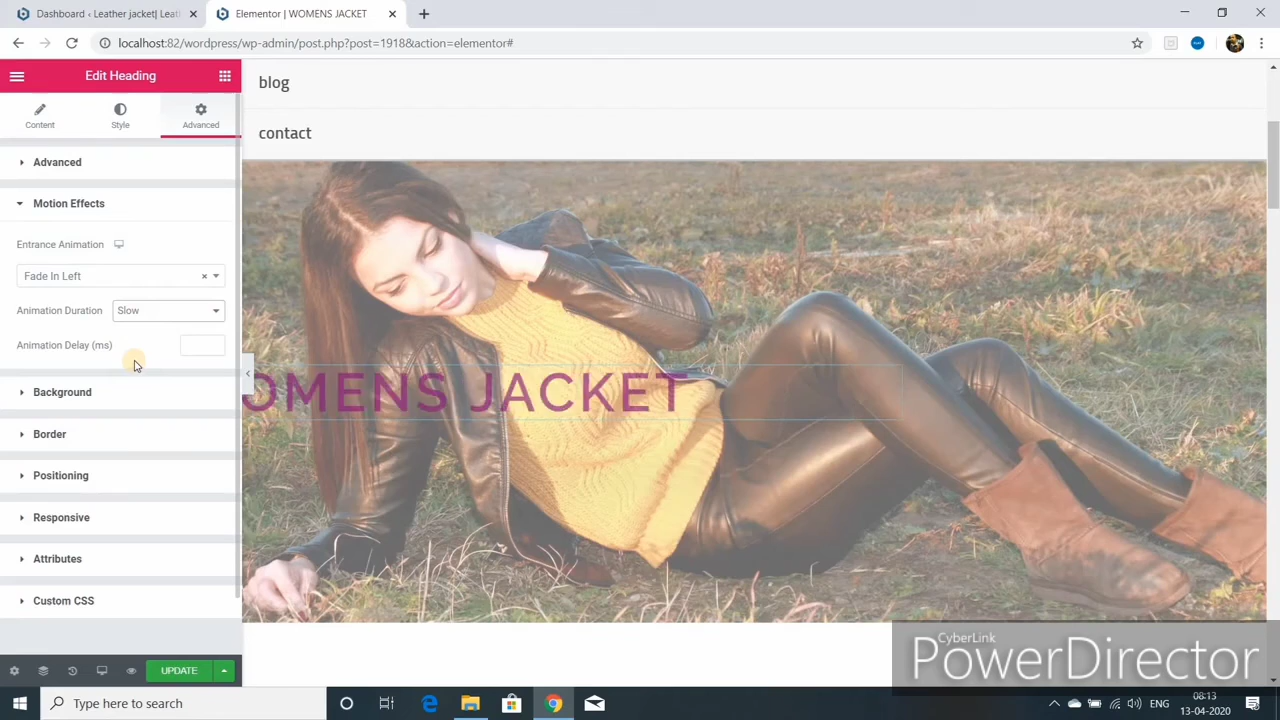 Dashboard ‹ Leather jacket| Leatl
Elementor | WOMENS JACKET
localhost:82/wordpress/wp-admin/post.php?post=1918&action=elementor#
Edit Heading
Content
Style
Advanced
Advanced
Motion Effects
Entrance Animation
Fade In Left
Animation Duration
Slow
Animation Delay (ms)
Background
Border
Positioning
Responsive
Attributes
Custom CSS
UPDATE
blog
contact
OMENS JACKET
CyberLink
PowerDirector
Type here to search
ENG
08:13
13-04-2020